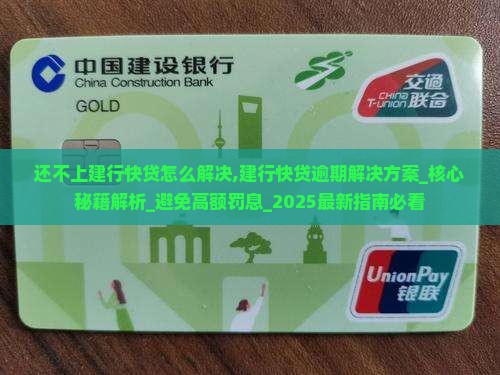 中国建设银行
China Construction Bank
GOLD
交通
联合
CHINA
T-UNION
还不上建行快贷怎么解决,建行快贷逾期解决方案_核心
秘籍解析_避免高额罚息_2025最新指南必看
UnionPay
银联